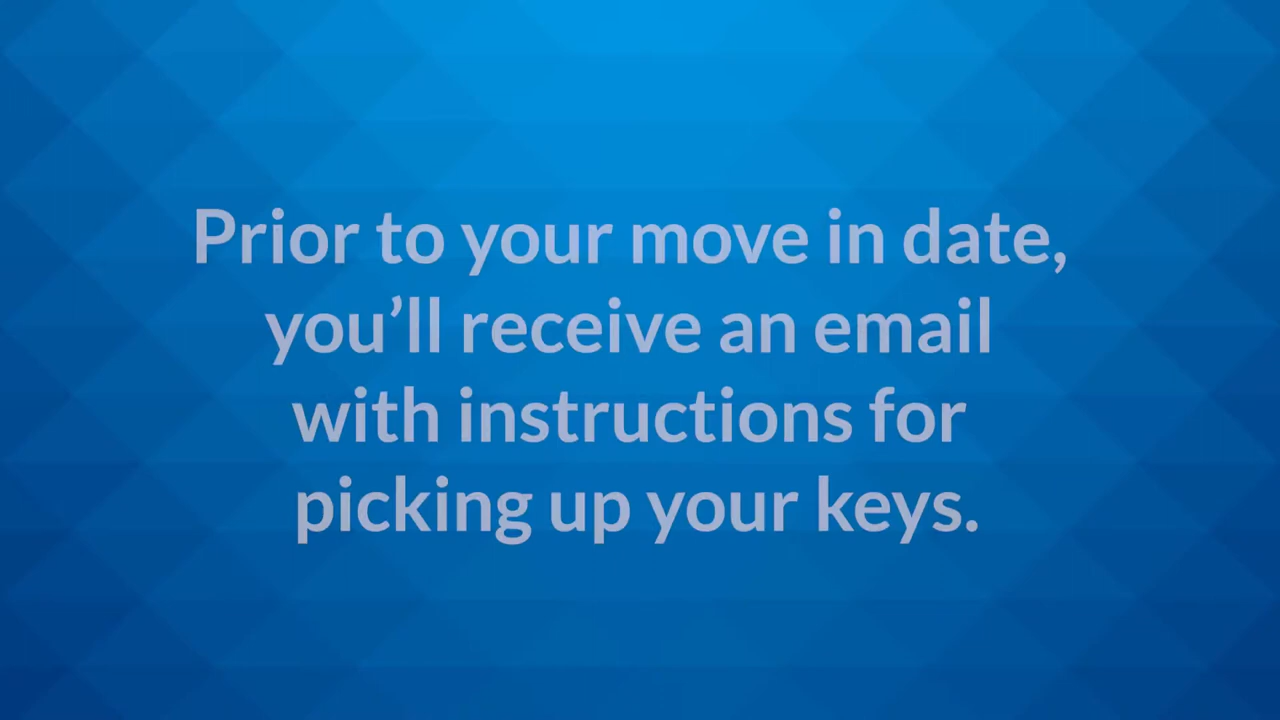 Prior to your move in date,
you’ll receive an email
with instructions for
picking up your keys.